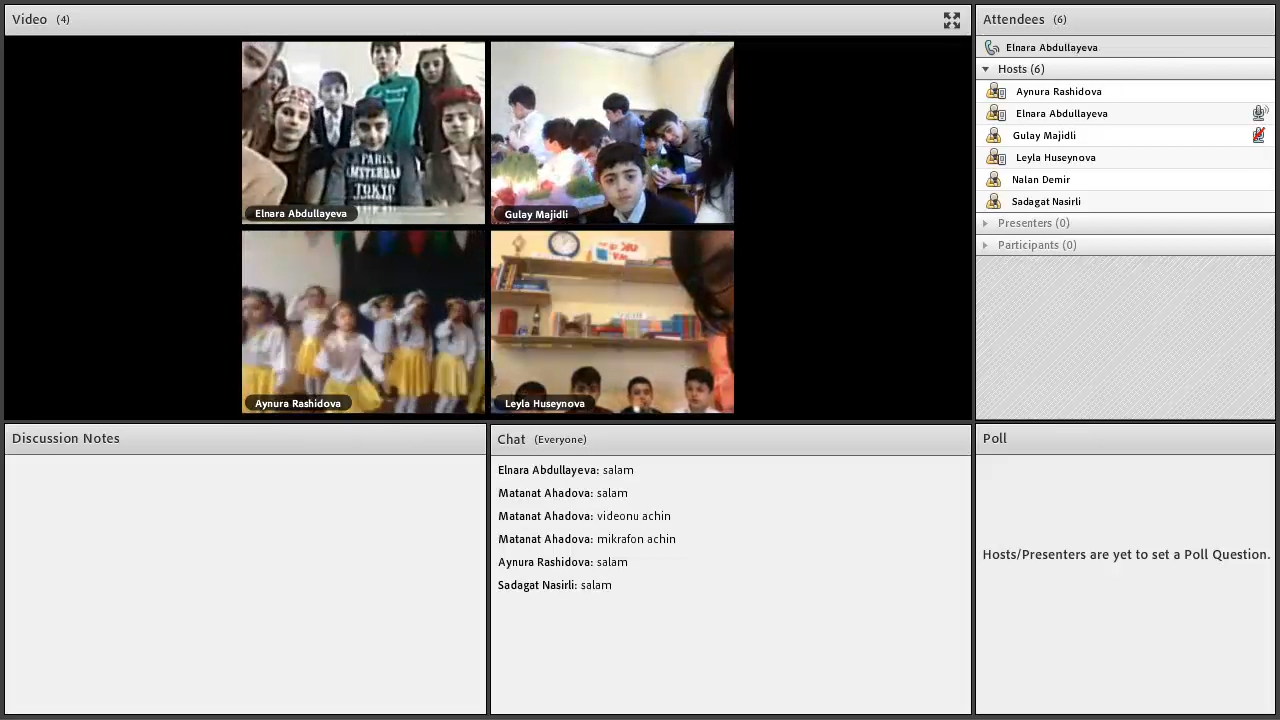 Video (4)
Elnara Abdullayeva
PARIS
AMSTERDAM
TOKYO
Gulay Majidli
Aynura Rashidova
Leyla Huseynova
Attendees (6)
Elnara Abdullayeva
Hosts (6)
Aynura Rashidova
Elnara Abdullayeva
Gulay Majidli
Leyla Huseynova
Nalan Demir
Sadagat Nasirli
Presenters (0)
Participants (0)
Discussion Notes
Chat (Everyone)
Elnara Abdullayeva: salam
Matanat Ahadova: salam
Matanat Ahadova: videonu achin
Matanat Ahadova: mikrafon achin
Aynura Rashidova: salam
Sadagat Nasirli: salam
Poll
Hosts/Presenters are yet to set a Poll Question.